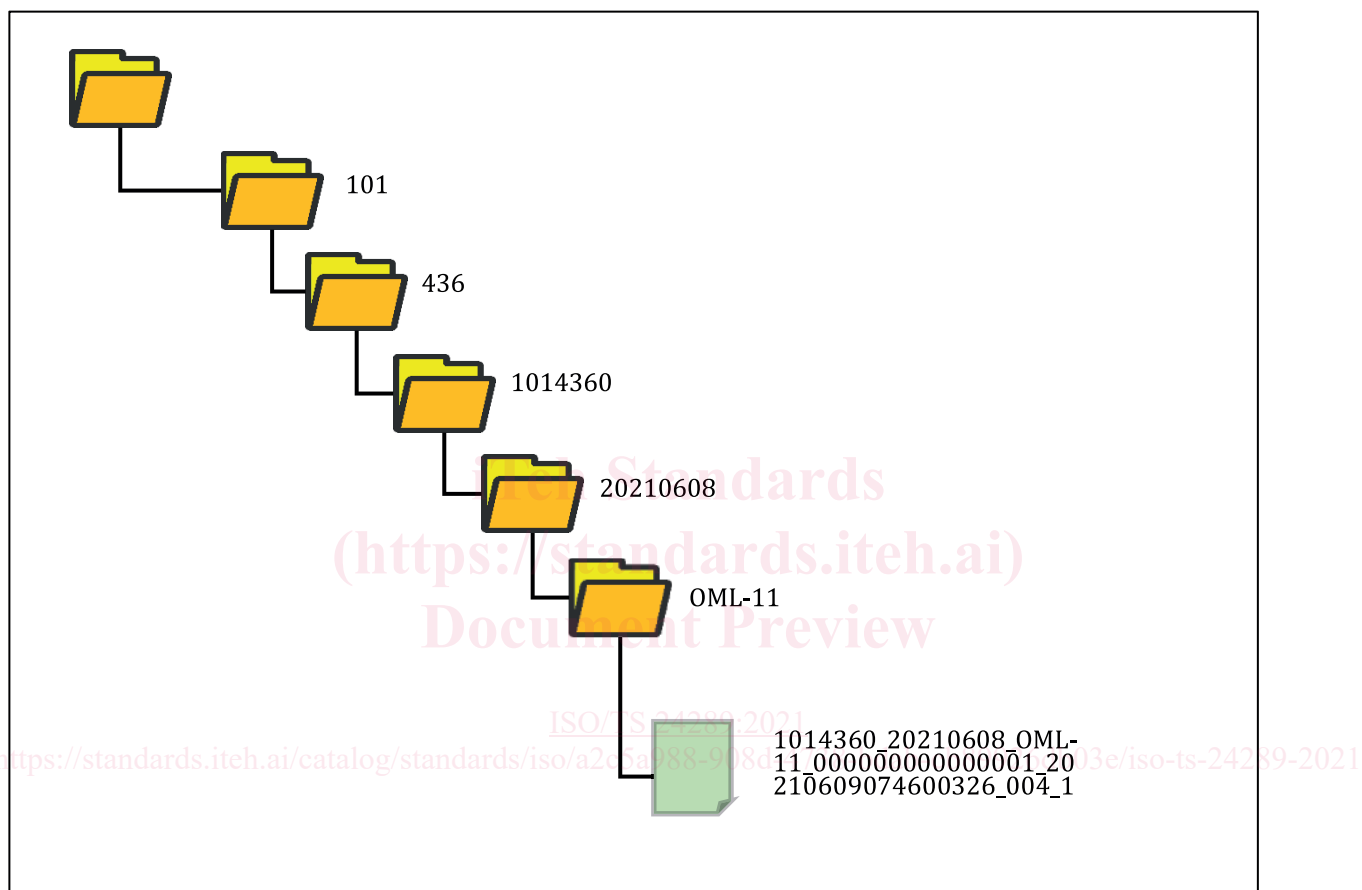 101
436
1014360
20210608
iTeh Standards
(https://standards.iteh.ai)
OML-11
Document Preview
ISO/TS 24289:2021
1014360_20210608_OML-
11_000000000000001_20
210609074600326_004_1